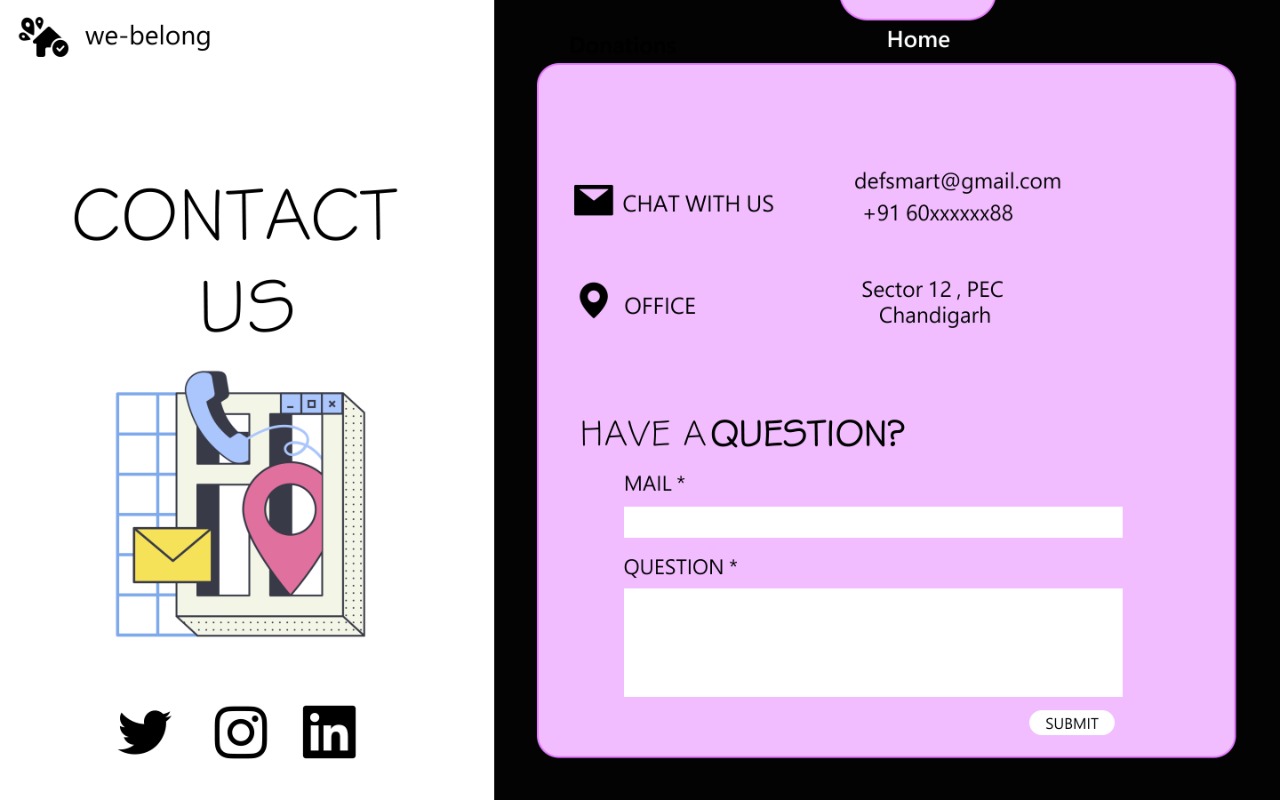 we-belong
Donations
Home
CONTACT
US
CHAT WITH US
defsmart@gmail.com
+91 60xxxxxx88
OFFICE
Sector 12 , PEC
Chandigarh
HAVE A QUESTION?
MAIL *
QUESTION *
SUBMIT